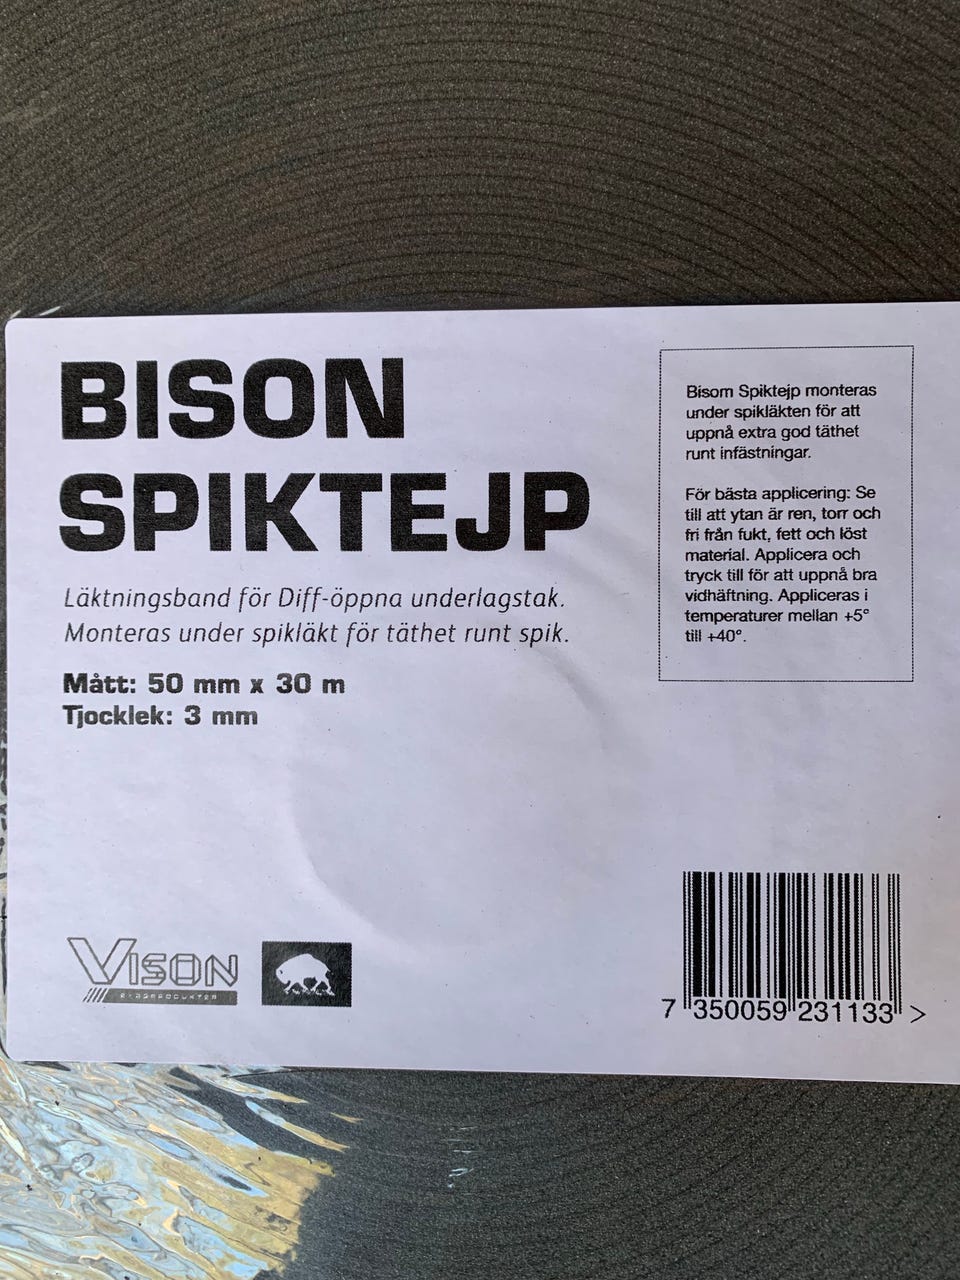 BISON
SPIKTEJP
Läktningsband för Diff-öppna underlagstak.
Monteras under spikläkt för täthet runt spik.
Mått: 50 mm x 30 m
Tjocklek: 3 mm
Bisom Spiktejp monteras
under spikläkten för att
uppnå extra god täthet
runt infästningar.
För bästa applicering: Se
till att ytan är ren, torr och
fri från fukt, fett och löst
material. Applicera och
tryck till för att uppnå bra
vidhäftning. Appliceras i
temperaturer mellan +5°
till +40°.
VISON
BYGGPRODUKTER
7 350059 231133 >